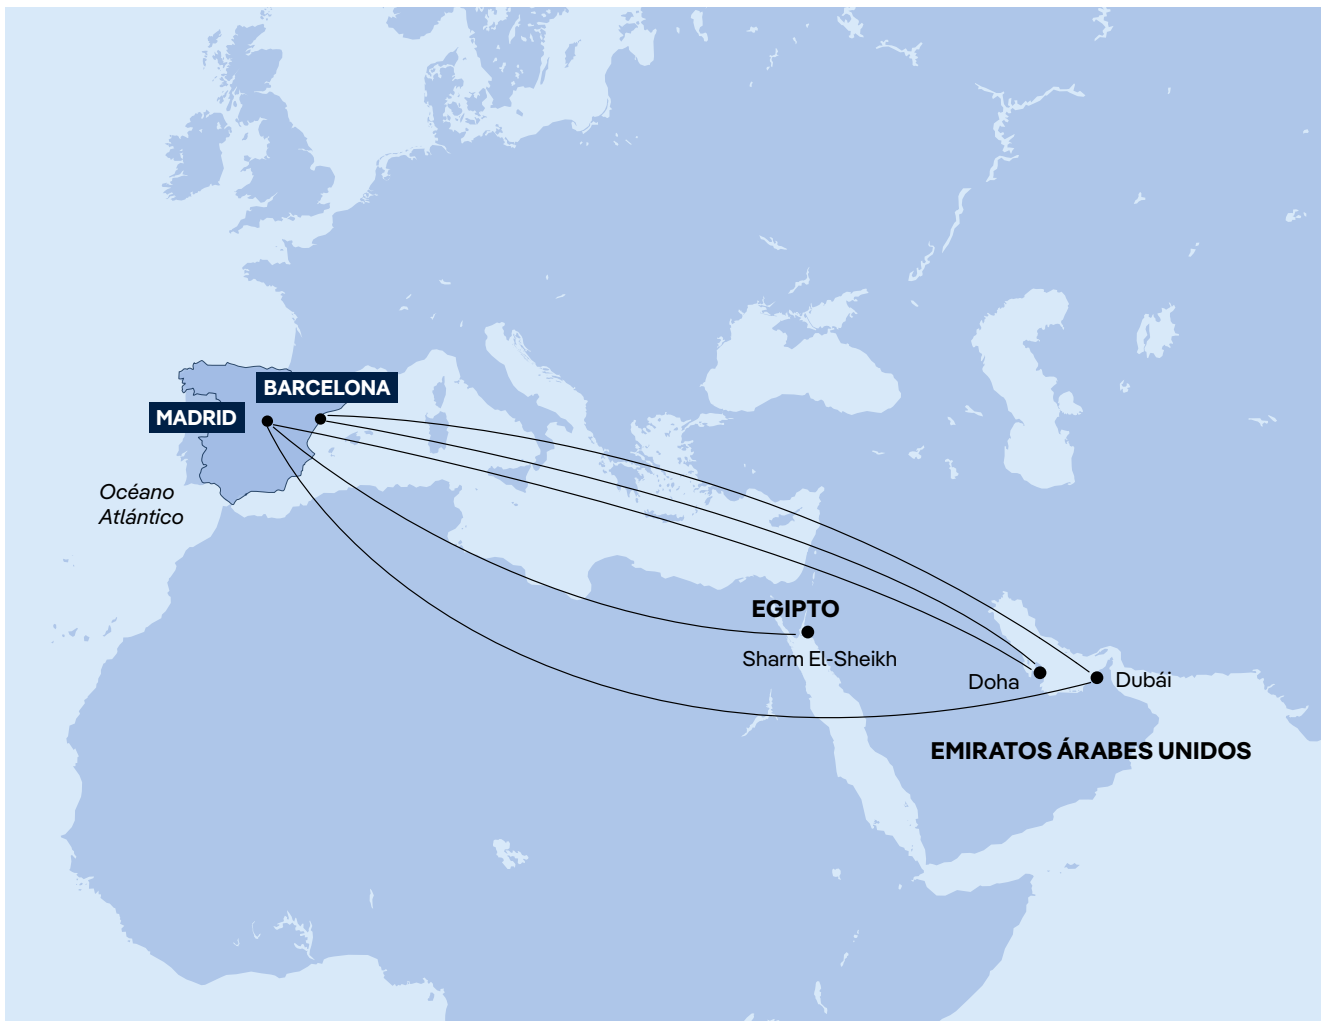 BARCELONA
MADRID
Océano
Atlántico
EGIPTO
Sharm El-Sheikh
Doha
Dubái
EMIRATOS ÁRABES UNIDOS